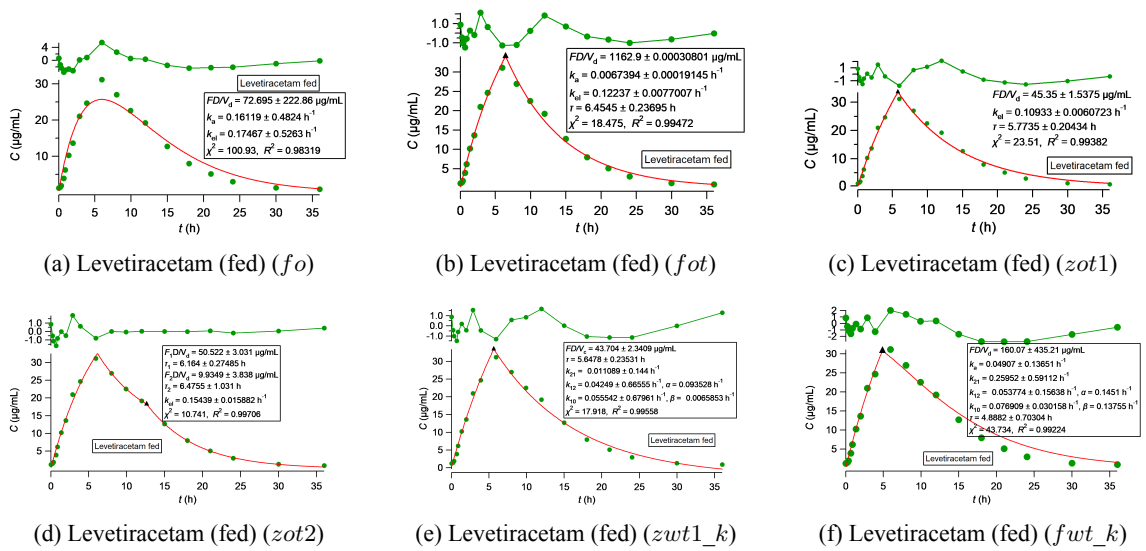 4
0
Levetiracetam fed
FD/Vd = 72.695 ± 222.86 µg/mL
ka = 0.16119 ± 0.4824 h-1
kel = 0.17467 ± 0.5263 h-1
χ2 = 100.93, R2 = 0.98319
30
20
10
C (µg/mL)
0 5 10 15 20 25 30 35
t (h)
(a) Levetiracetam (fed) (fo)
1.0
-1.0
FD/Vd = 1162.9 ± 0.00030801 µg/mL
ka = 0.0067394 ± 0.00019145 h-1
kel = 0.12237 ± 0.0077007 h-1
τ = 6.4545 ± 0.23695 h
χ2 = 18.475, R2 = 0.99472
Levetiracetam fed
35
30
25
20
15
10
5
C (µg/mL)
0 5 10 15 20 25 30 35
t (h)
(b) Levetiracetam (fed) (fot)
1
-1
FD/Vd = 45.35 ± 1.5375 µg/mL
kel = 0.10933 ± 0.0060723 h-1
τ = 5.7735 ± 0.20434 h
χ2 = 23.51, R2 = 0.99382
Levetiracetam fed
30
20
10
0
C (µg/mL)
0 5 10 15 20 25 30 35
t (h)
(c) Levetiracetam (fed) (zot1)
1.0
-1.0
F1D/Vd = 50.522 ± 3.031 µg/mL
τ1 = 6.164 ± 0.27485 h
F2D/Vd = 9.9349 ± 3.838 µg/mL
τ2 = 6.4755 ± 1.031 h
kel = 0.15439 ± 0.015882 h-1
χ2 = 10.741, R2 = 0.99706
Levetiracetam fed
30
25
20
15
10
5
0
C (µg/mL)
0 5 10 15 20 25 30 35
t (h)
(d) Levetiracetam (fed) (zot2)
1.0
-1.0
FD/Vc = 43.704 ± 2.3409 µg/mL
τ = 5.6478 ± 0.23531 h
k21 = 0.011089 ± 0.144 h-1
k12 = 0.04249 ± 0.66555 h-1, α = 0.093528 h-1
k10 = 0.055542 ± 0.67961 h-1, β = 0.0065853 h-1
χ2 = 17.918, R2 = 0.99558
Levetiracetam fed
30
25
20
15
10
5
0
C (µg/mL)
0 5 10 15 20 25 30 35
t (h)
(e) Levetiracetam (fed) (zwt1_k)
2
1
0
-1
-2
FD/Vd = 160.07 ± 435.21 µg/mL
ka = 0.04907 ± 0.13651 h-1
k21 = 0.25952 ± 0.59112 h-1
k12 = 0.053774 ± 0.15638 h-1, α = 0.1451 h-1
k10 = 0.076909 ± 0.030158 h-1, β = 0.13755 h-1
τ = 4.8882 ± 0.70304 h
χ2 = 43.734, R2 = 0.99224
Levetiracetam fed
30
25
20
15
10
5
0
C (µg/mL)
0 5 10 15 20 25 30 35
t (h)
(f) Levetiracetam (fed) (fwt_k)